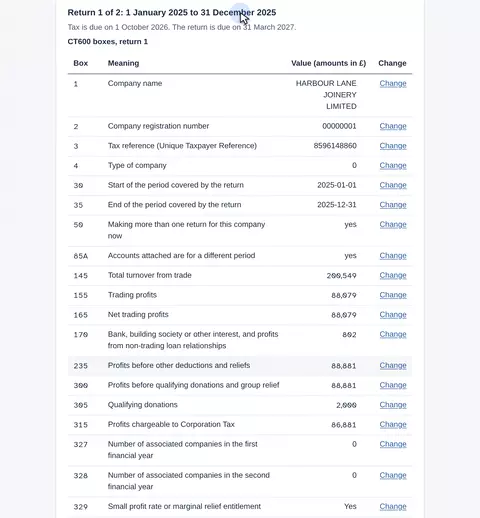 Return 1 of 2: 1 January 2025 to 31 December 2025
Tax is due on 1 October 2026. The return is due on 31 March 2027.
CT600 boxes, return 1
Box Meaning Value (amounts in £) Change
1 Company name HARBOUR LANE JOINERY LIMITED Change
2 Company registration number 00000001 Change
3 Tax reference (Unique Taxpayer Reference) 8596148860 Change
4 Type of company 0 Change
30 Start of the period covered by the return 2025-01-01 Change
35 End of the period covered by the return 2025-12-31 Change
50 Making more than one return for this company now yes Change
85A Accounts attached are for a different period yes Change
145 Total turnover from trade 200,549 Change
155 Trading profits 88,079 Change
165 Net trading profits 88,079 Change
170 Bank, building society or other interest, and profits from non-trading loan relationships 802 Change
235 Profits before other deductions and reliefs 88,881 Change
300 Profits before qualifying donations and group relief 88,881 Change
305 Qualifying donations 2,000 Change
315 Profits chargeable to Corporation Tax 86,881 Change
327 Number of associated companies in the first financial year 0 Change
328 Number of associated companies in the second financial year 0 Change
329 Small profit rate or marginal relief entitlement Yes Change